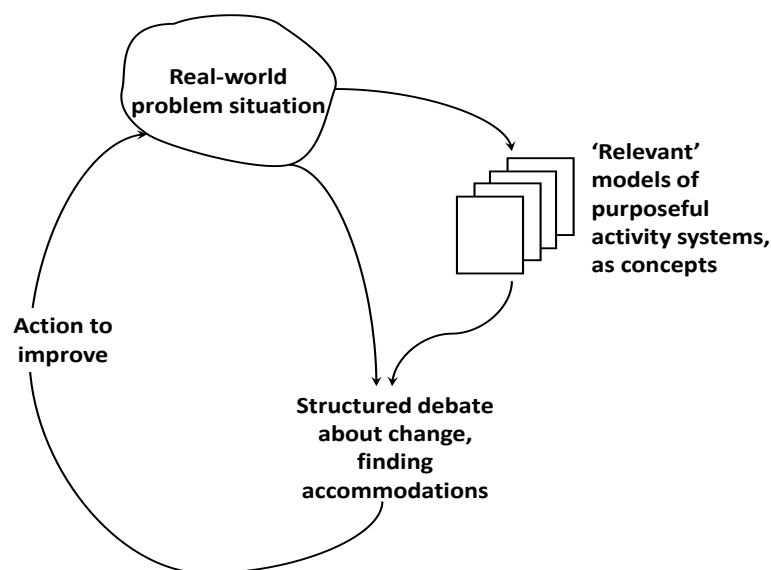 Real-world
problem situation
‘Relevant’
models of
purposeful
activity systems,
as concepts
Action to
improve
Structured debate
about change,
finding
accommodations